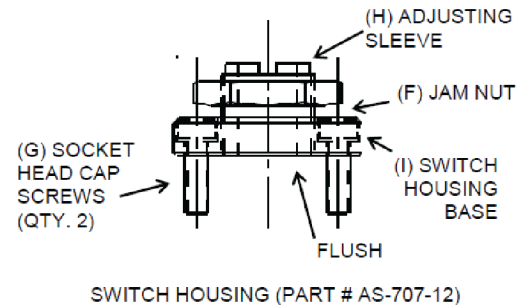 (H) ADJUSTING
SLEEVE
(F) JAM NUT
(G) SOCKET
HEAD CAP
SCREWS
(QTY. 2)
(I) SWITCH
HOUSING
BASE
FLUSH
SWITCH HOUSING (PART # AS-707-12)